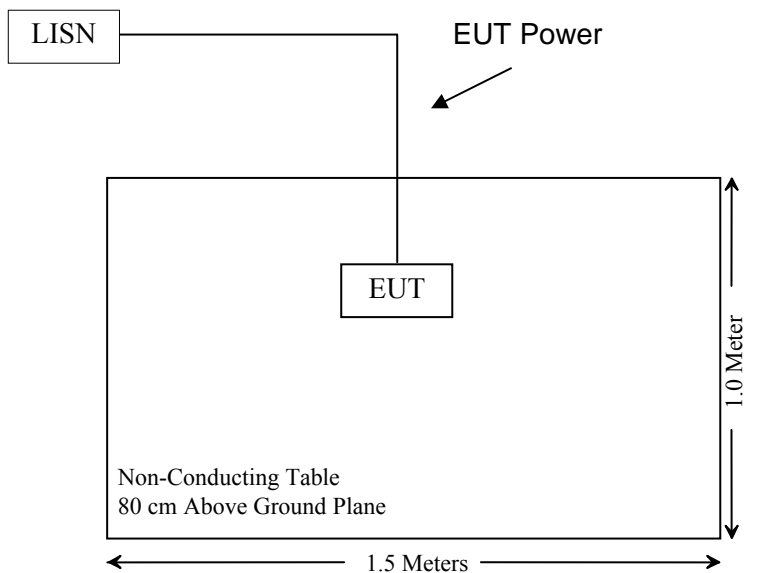 LISN
EUT Power
EUT
1.0 Meter
Non-Conducting Table
80 cm Above Ground Plane
1.5 Meters